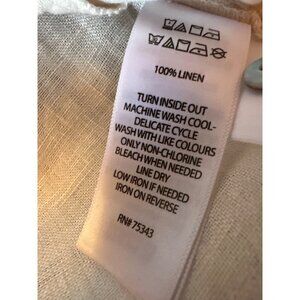 100% LINEN
TURN INSIDE OUT
MACHINE WASH COOL-
DELICATE CYCLE
WASH WITH LIKE COLOURS
ONLY NON-CHLORINE
BLEACH WHEN NEEDED
LINE DRY
LOW IRON IF NEEDED
IRON ON REVERSE
RN# 75343